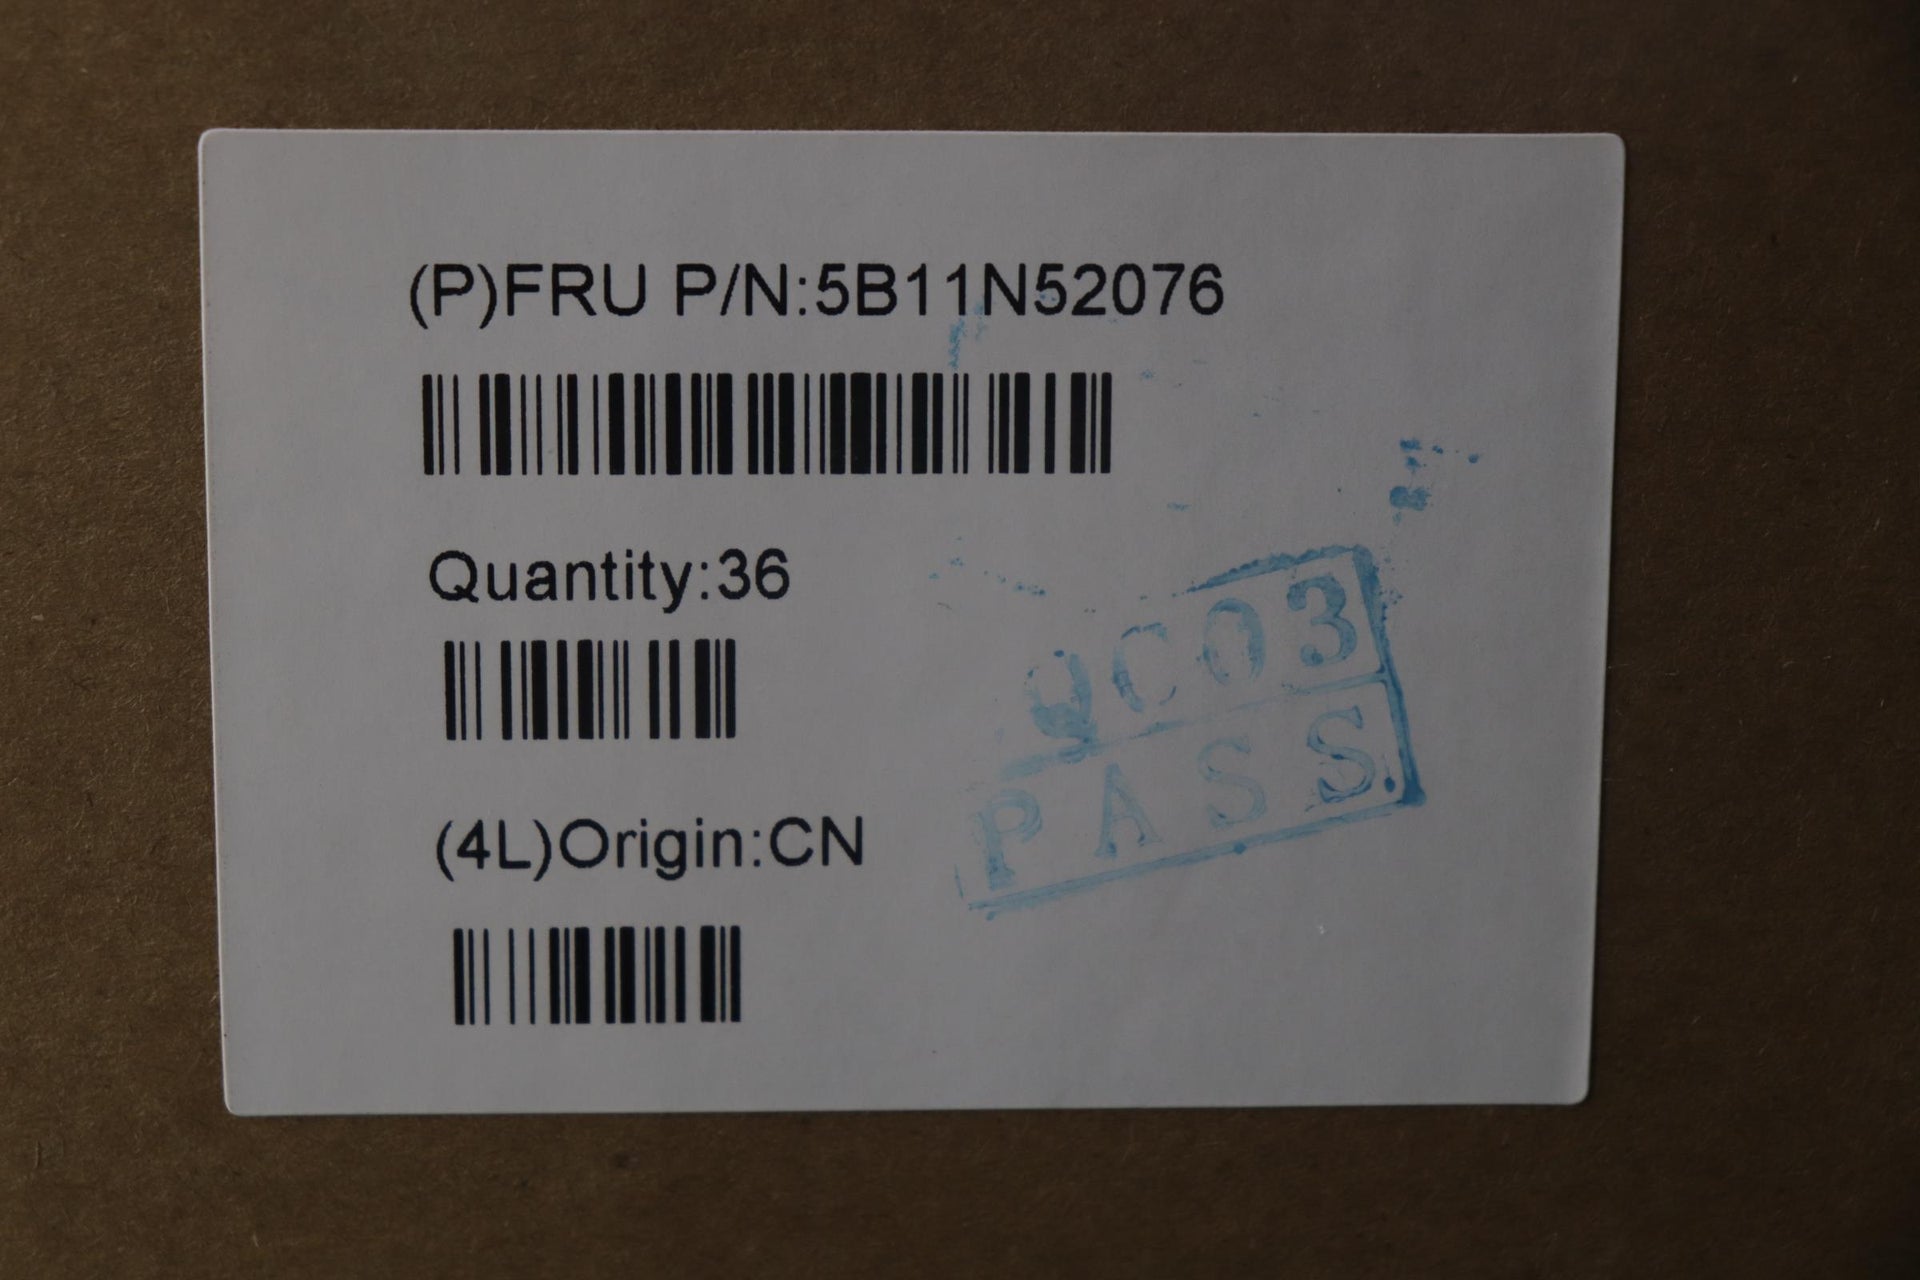 (P)FRU P/N:5B11N52076
Quantity:36
(4L)Origin:CN
QC03
PASS